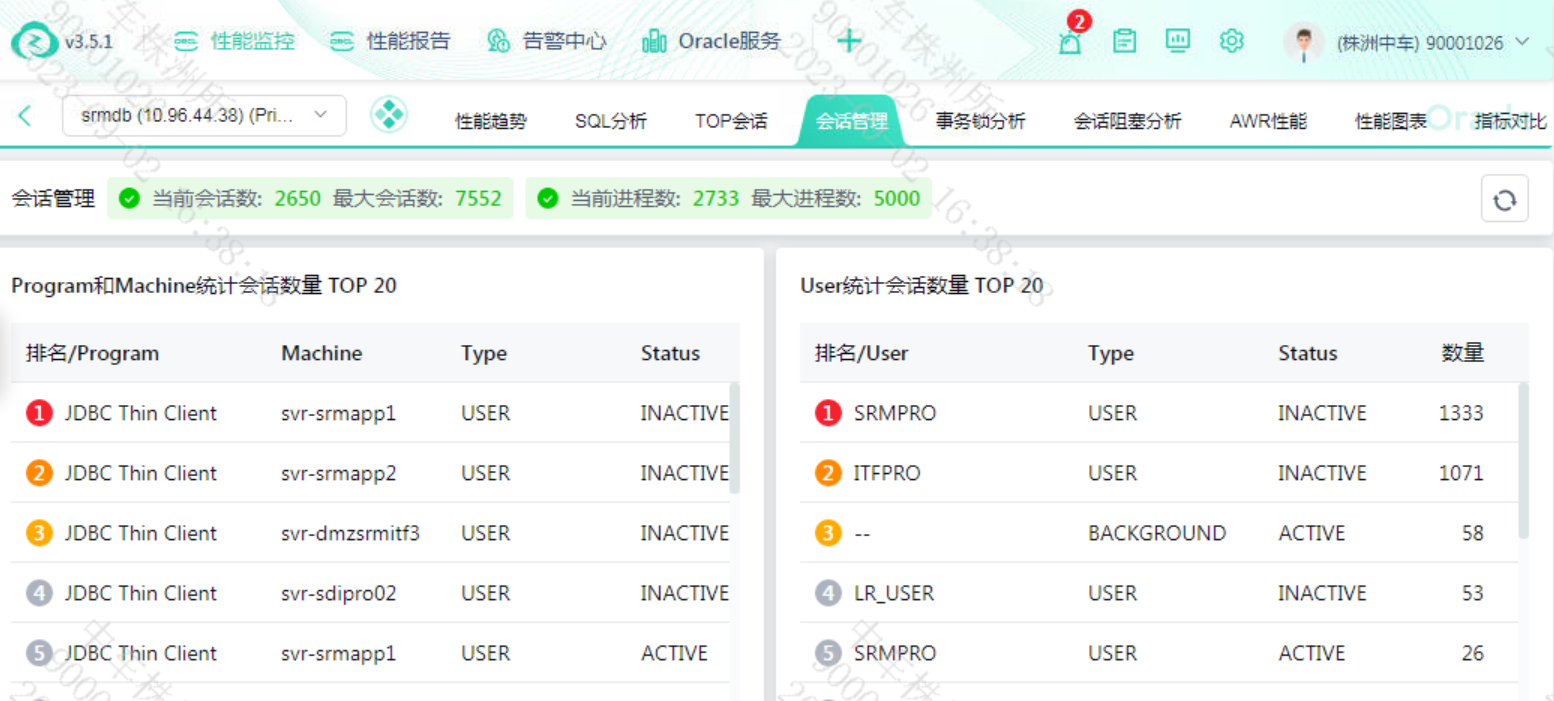 v3.5.1 性能监控 性能报告 告警中心 Oracle服务 2 (株洲中车) 90001026
srmdb (10.96.44.38) (Pri... 性能趋势 SQL分析 TOP会话 会话管理 事务锁分析 会话阻塞分析 AWR性能 性能图表 指标对比
会话管理 当前会话数: 2650 最大会话数: 7552 当前进程数: 2733 最大进程数: 5000
Program和Machine统计会话数量 TOP 20
排名/Program Machine Type Status
1 JDBC Thin Client svr-srmapp1 USER INACTIVE
2 JDBC Thin Client svr-srmapp2 USER INACTIVE
3 JDBC Thin Client svr-dmzsrmitf3 USER INACTIVE
4 JDBC Thin Client svr-sdipro02 USER INACTIVE
5 JDBC Thin Client svr-srmapp1 USER ACTIVE
User统计会话数量 TOP 20
排名/User Type Status 数量
1 SRMPRO USER INACTIVE 1333
2 ITFPRO USER INACTIVE 1071
3 -- BACKGROUND ACTIVE 58
4 LR_USER USER INACTIVE 53
5 SRMPRO USER ACTIVE 26